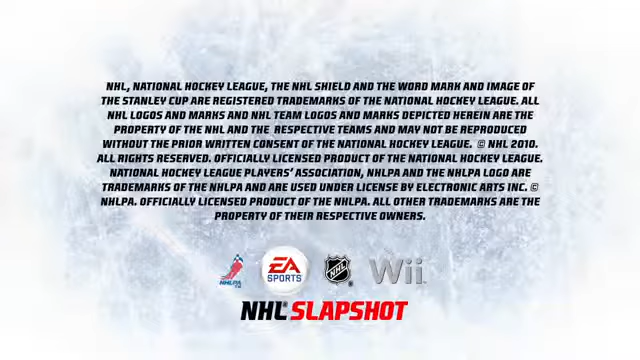 NHL, NATIONAL HOCKEY LEAGUE, THE NHL SHIELD AND THE WORD MARK AND IMAGE OF
THE STANLEY CUP ARE REGISTERED TRADEMARKS OF THE NATIONAL HOCKEY LEAGUE. ALL
NHL LOGOS AND MARKS AND NHL TEAM LOGOS AND MARKS DEPICTED HEREIN ARE THE
PROPERTY OF THE NHL AND THE RESPECTIVE TEAMS AND MAY NOT BE REPRODUCED
WITHOUT THE PRIOR WRITTEN CONSENT OF THE NATIONAL HOCKEY LEAGUE. © NHL 2010.
ALL RIGHTS RESERVED. OFFICIALLY LICENSED PRODUCT OF THE NATIONAL HOCKEY LEAGUE.
NATIONAL HOCKEY LEAGUE PLAYERS' ASSOCIATION, NHLPA AND THE NHLPA LOGO ARE
TRADEMARKS OF THE NHLPA AND ARE USED UNDER LICENSE BY ELECTRONIC ARTS INC. ©
NHLPA. OFFICIALLY LICENSED PRODUCT OF THE NHLPA. ALL OTHER TRADEMARKS ARE THE
PROPERTY OF THEIR RESPECTIVE OWNERS.
NHLPA EA SPORTS NHL® Wii
NHL® SLAPSHOT